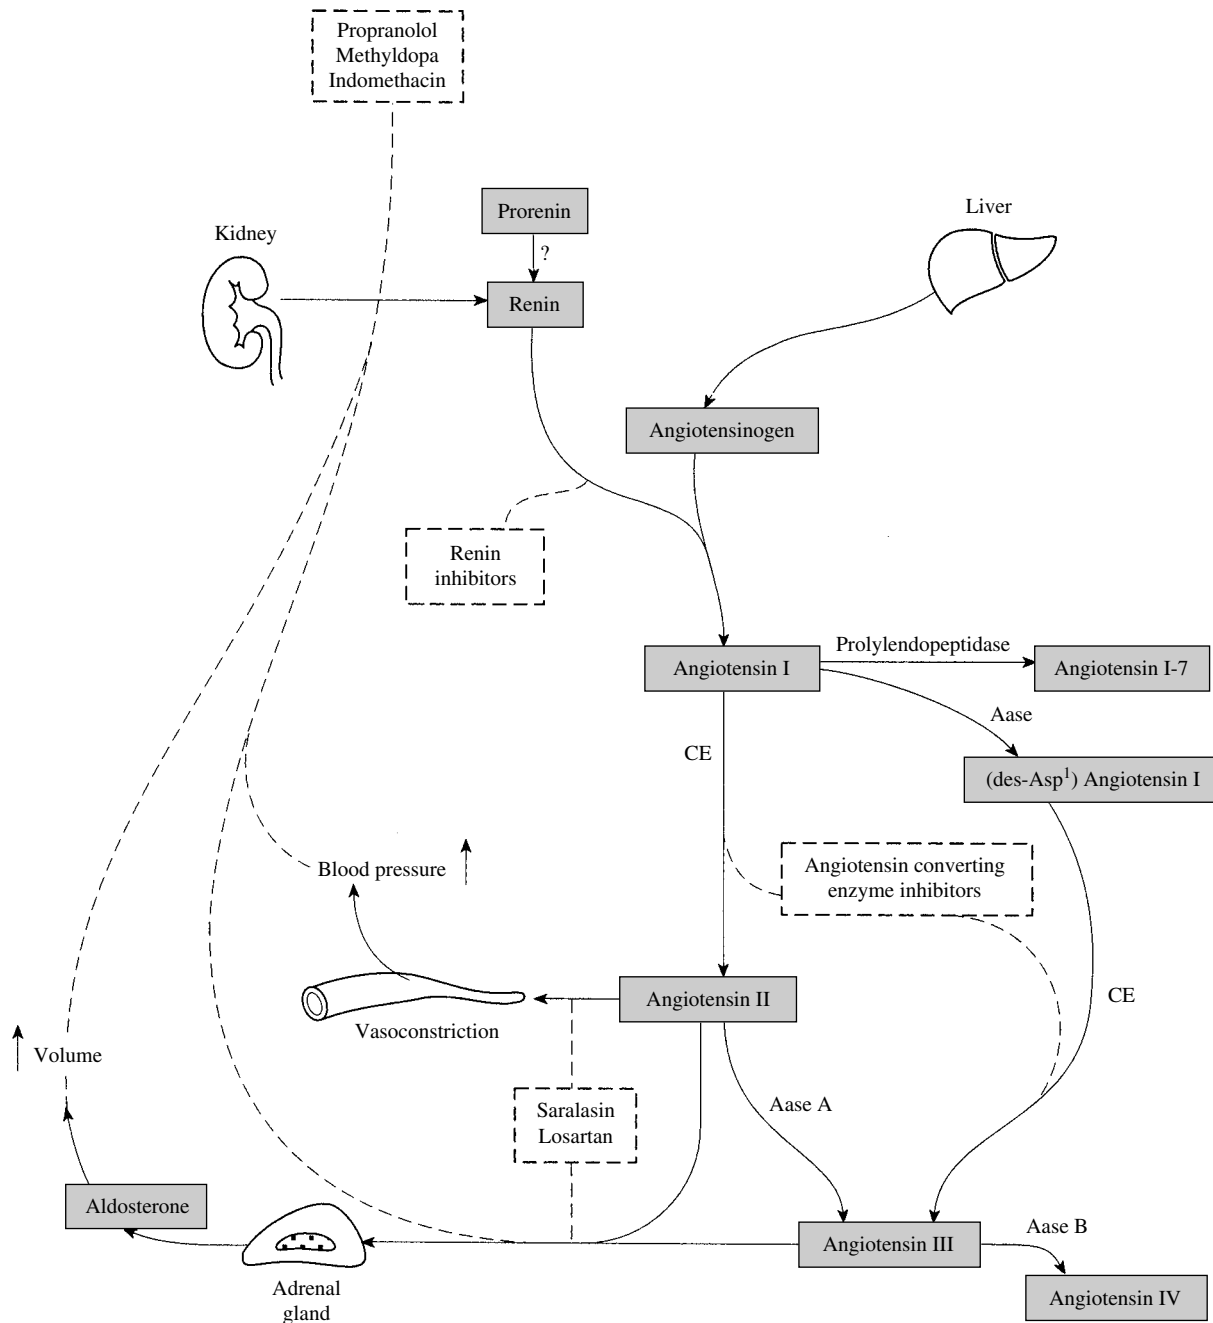 Propranolol
Methyldopa
Indomethacin
Prorenin
Liver
Kidney
?
Renin
Angiotensinogen
Renin
inhibitors
Prolylendopeptidase
Angiotensin I
Angiotensin I-7
Aase
CE
(des-Asp¹) Angiotensin I
Blood pressure
Angiotensin converting
enzyme inhibitors
Angiotensin II
CE
Vasoconstriction
Volume
Aase A
Saralasin
Losartan
Aldosterone
Aase B
Angiotensin III
Adrenal
gland
Angiotensin IV